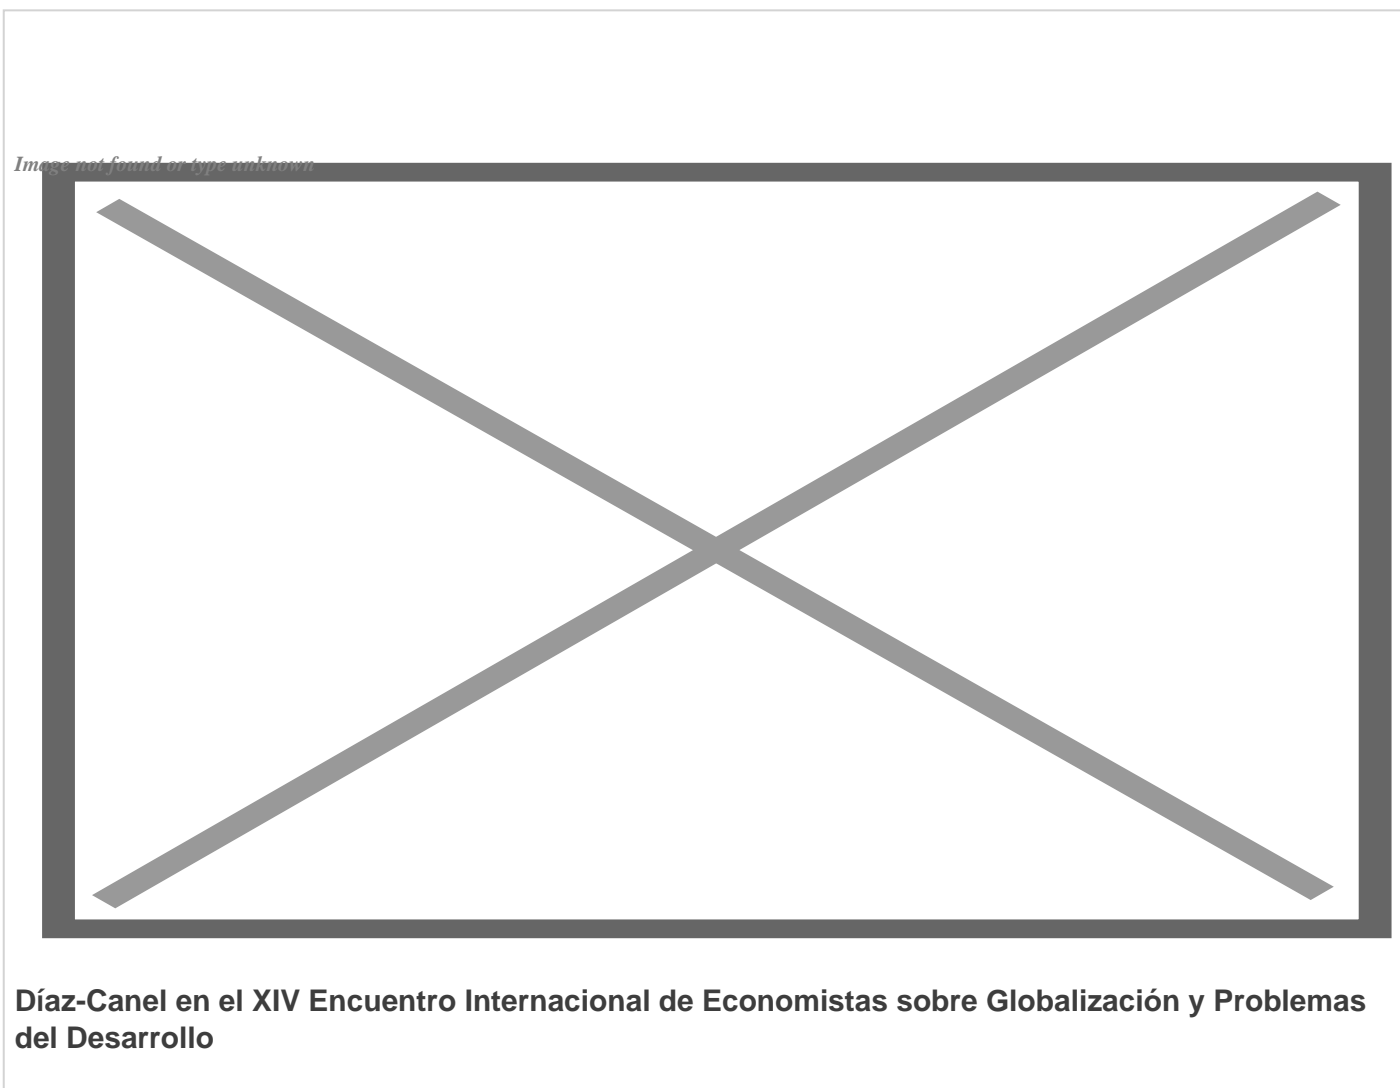 Image not found or type unknown
Díaz-Canel en el XIV Encuentro Internacional de Economistas sobre Globalización y Problemas
del Desarrollo